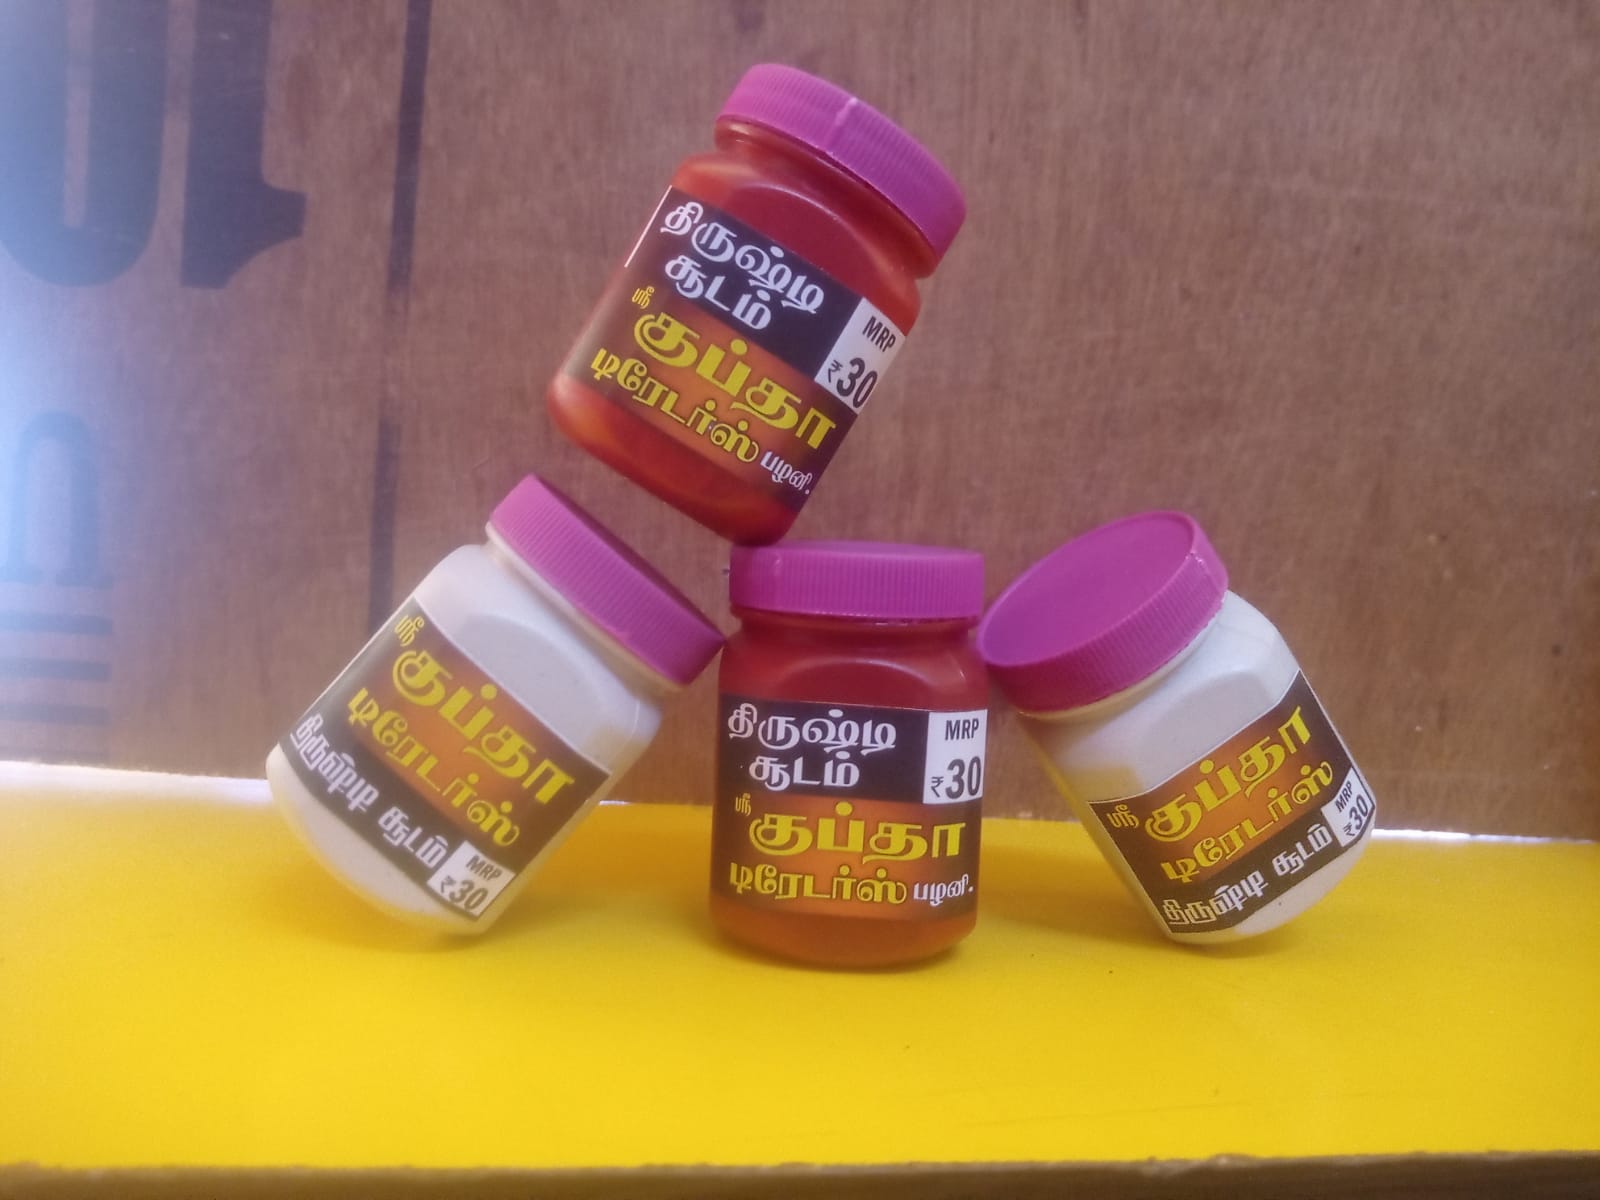 திருஷ்டி
சூடம்
MRP
₹30
ஸ்ரீ
குப்தா
டிரேடர்ஸ் பழனி.
ஸ்ரீ
குப்தா
டிரேடர்ஸ்
திருஷ்டி சூடம்
MRP
₹30
திருஷ்டி
சூடம்
MRP
₹30
ஸ்ரீ
குப்தா
டிரேடர்ஸ் பழனி.
ஸ்ரீ
குப்தா
டிரேடர்ஸ்
திருஷ்டி சூடம்
MRP
₹30